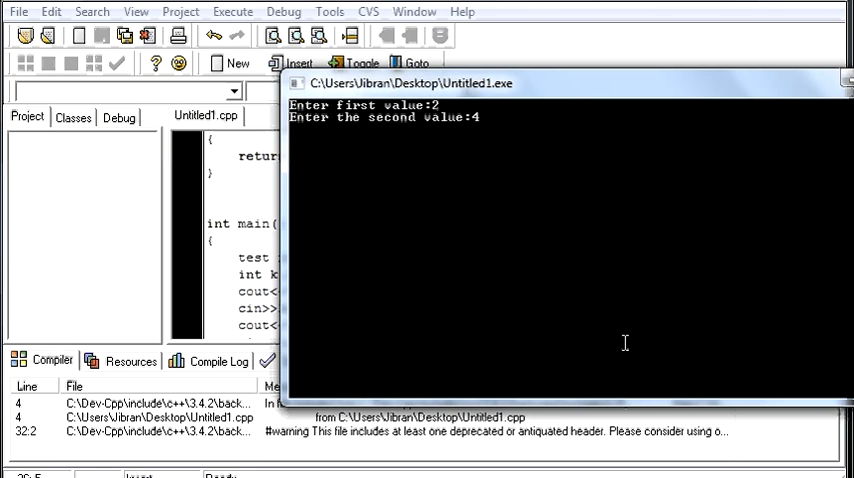 File Edit View Project Execute Debug Tools CVS Window Help
New Insert Toggle Goto
C:\Users\Jibran\Desktop\Untitled1.exe
Enter first value:2
Enter the second value:4
Project Classes Debug Untitled1.cpp
{
return
}
int main(
{
test
int k
cout<
cin>>
cout<
Compiler Resources Compile Log
Line File
4 C:\Dev-Cpp\include\c++\3.4.2\back...
4 C:\Users\Jibran\Desktop\Untitled1.cpp from C:\Users\Jibran\Desktop\Untitled1.cpp
32:2 C:\Dev-Cpp\include\c++\3.4.2\back... #warning This file includes at least one deprecated or antiquated header. Please consider using o...